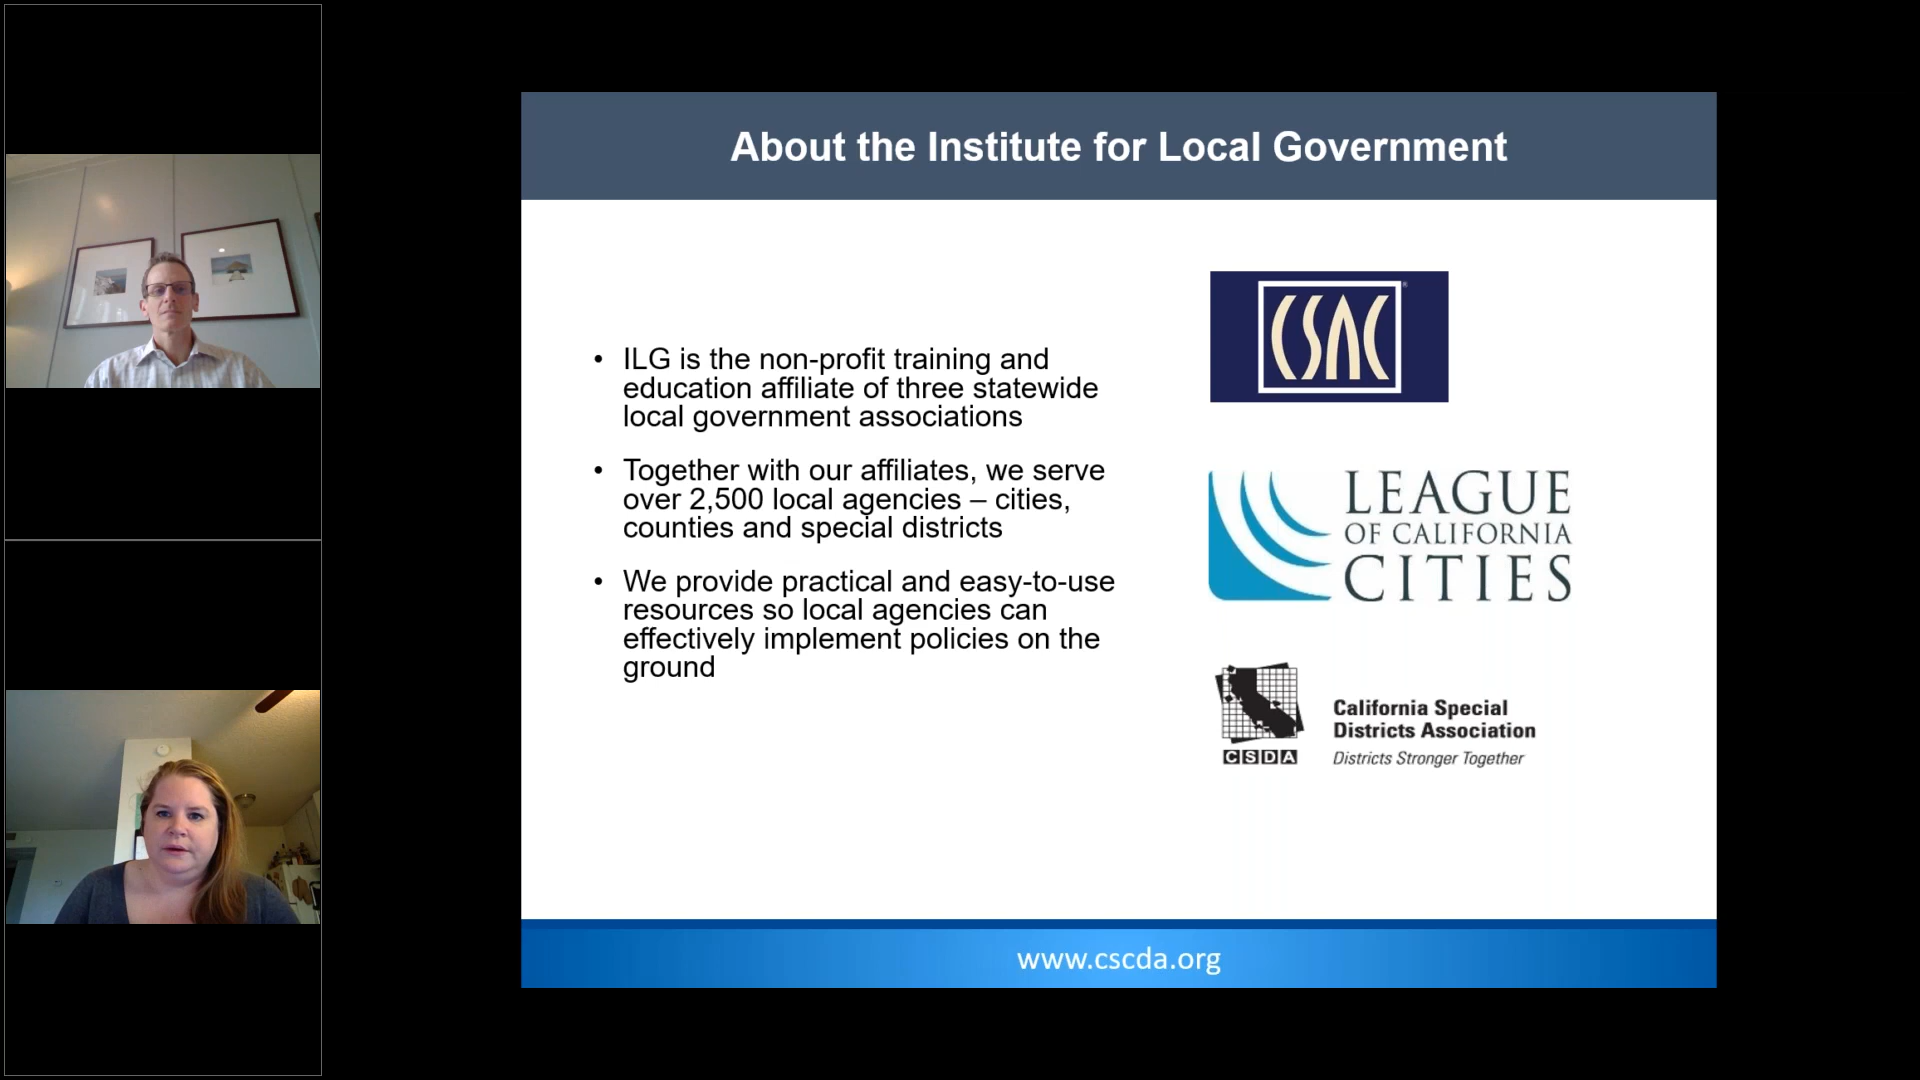 About the Institute for Local Government
• ILG is the non-profit training and
education affiliate of three statewide
local government associations
• Together with our affiliates, we serve
over 2,500 local agencies – cities,
counties and special districts
• We provide practical and easy-to-use
resources so local agencies can
effectively implement policies on the
ground
CSAC
®
LEAGUE
OF CALIFORNIA
CITIES
CSDA
California Special
Districts Association
Districts Stronger Together
www.cscda.org